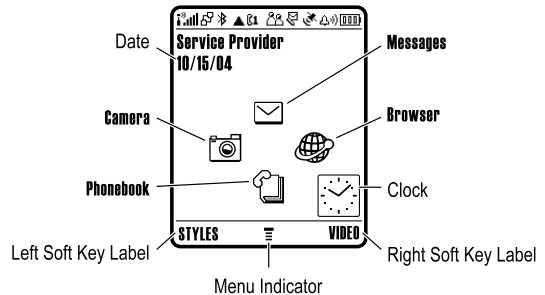 Date
Service Provider
10/15/04
Messages
Camera
Browser
Phonebook
Clock
STYLES
VIDEO
Left Soft Key Label
Right Soft Key Label
Menu Indicator